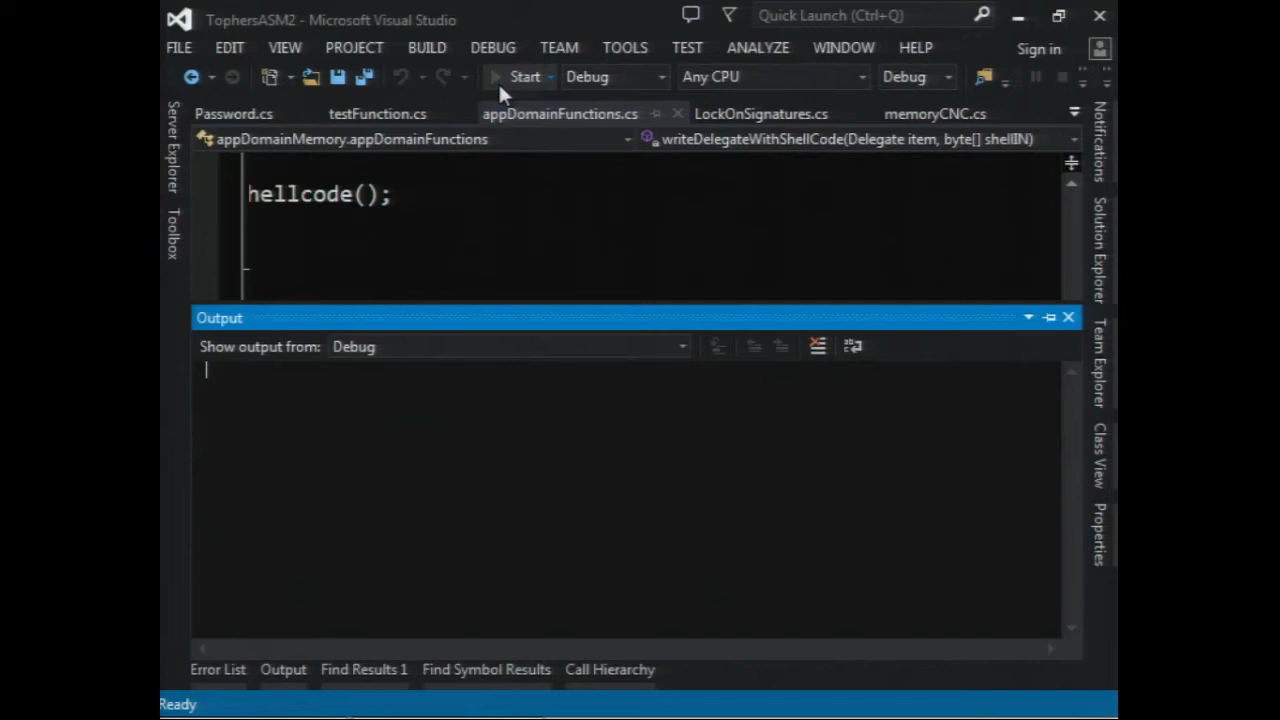 TophersASM2 - Microsoft Visual Studio
Quick Launch (Ctrl+Q)
FILE EDIT VIEW PROJECT BUILD DEBUG TEAM TOOLS TEST ANALYZE WINDOW HELP Sign in
Start Debug Any CPU Debug
Password.cs testFunction.cs appDomainFunctions.cs LockOnSignatures.cs memoryCNC.cs
appDomainMemory.appDomainFunctions writeDelegateWithShellCode(Delegate item, byte[] shellIN)
hellcode();
Output
Show output from: Debug
Error List Output Find Results 1 Find Symbol Results Call Hierarchy
Ready
Server Explorer
Toolbox
Notifications
Solution Explorer
Team Explorer
Class View
Properties